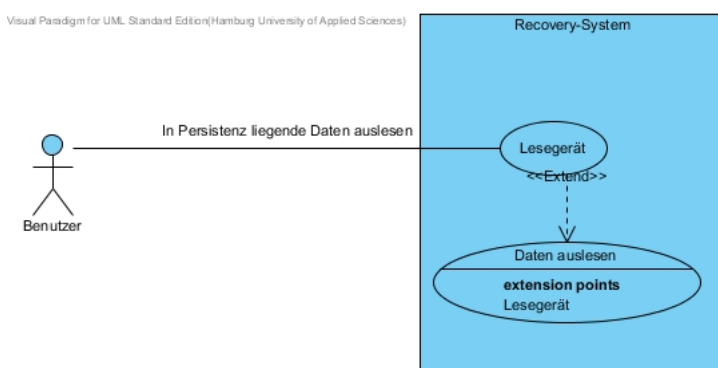 Visual Paradigm for UML Standard Edition(Hamburg University of Applied Sciences)
Recovery-System
In Persistenz liegende Daten auslesen
Lesegerät
<<Extend>>
Benutzer
Daten auslesen
extension points
Lesegerät